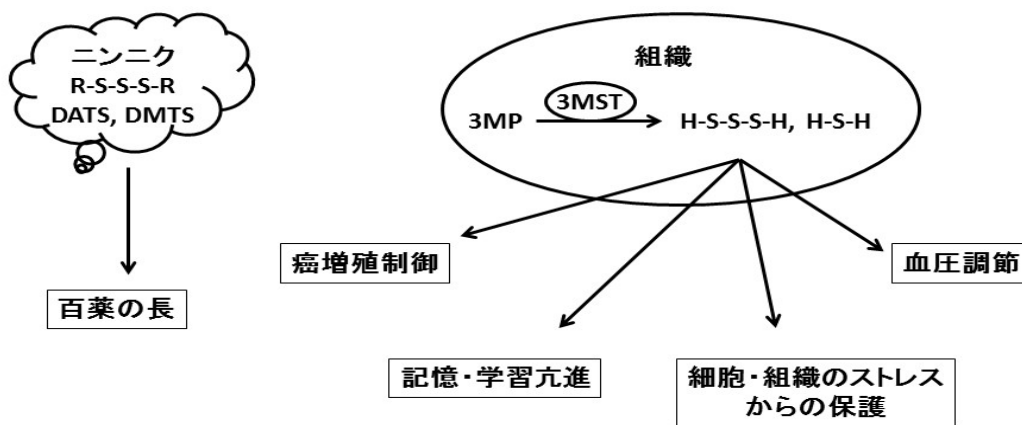 ニンニク
R-S-S-S-R
DATS, DMTS
百薬の長
組織
3MST
3MP
H-S-S-S-H, H-S-H
癌増殖制御
血圧調節
記憶・学習亢進
細胞・組織のストレス
からの保護